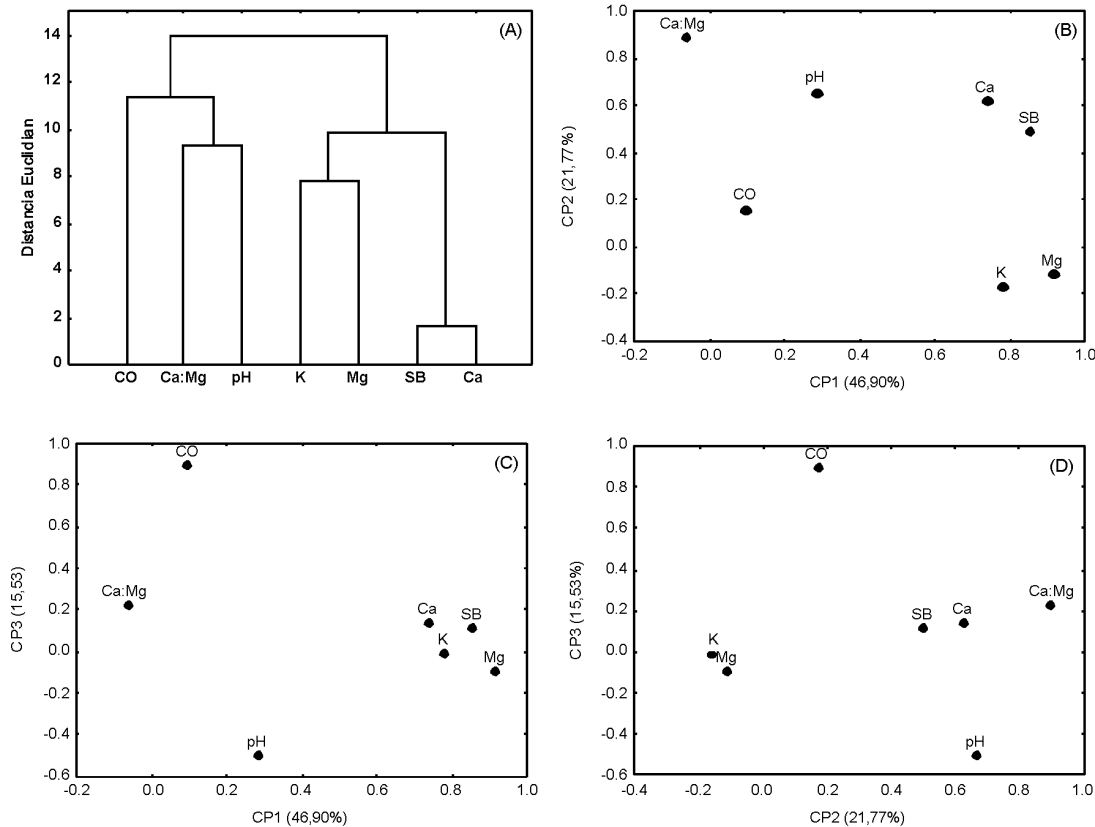 (A)
Distancia Euclidian
14
12
10
8
6
4
2
0
CO Ca:Mg pH K Mg SB Ca
(B)
CP2 (21,77%)
1.0
0.8
0.6
0.4
0.2
0.0
-0.2
-0.4
Ca:Mg
pH
Ca
SB
CO
K
Mg
-0.2 0.0 0.2 0.4 0.6 0.8 1.0
CP1 (46,90%)
(C)
CP3 (15,53)
1.0
0.8
0.6
0.4
0.2
0.0
-0.2
-0.4
-0.6
CO
Ca:Mg
Ca
SB
K
Mg
pH
-0.2 0.0 0.2 0.4 0.6 0.8 1.0
CP1 (46,90%)
(D)
CP3 (15,53%)
1.0
0.8
0.6
0.4
0.2
0.0
-0.2
-0.4
-0.6
CO
Ca:Mg
SB
Ca
K
Mg
pH
-0.4 -0.2 0.0 0.2 0.4 0.6 0.8 1.0
CP2 (21,77%)